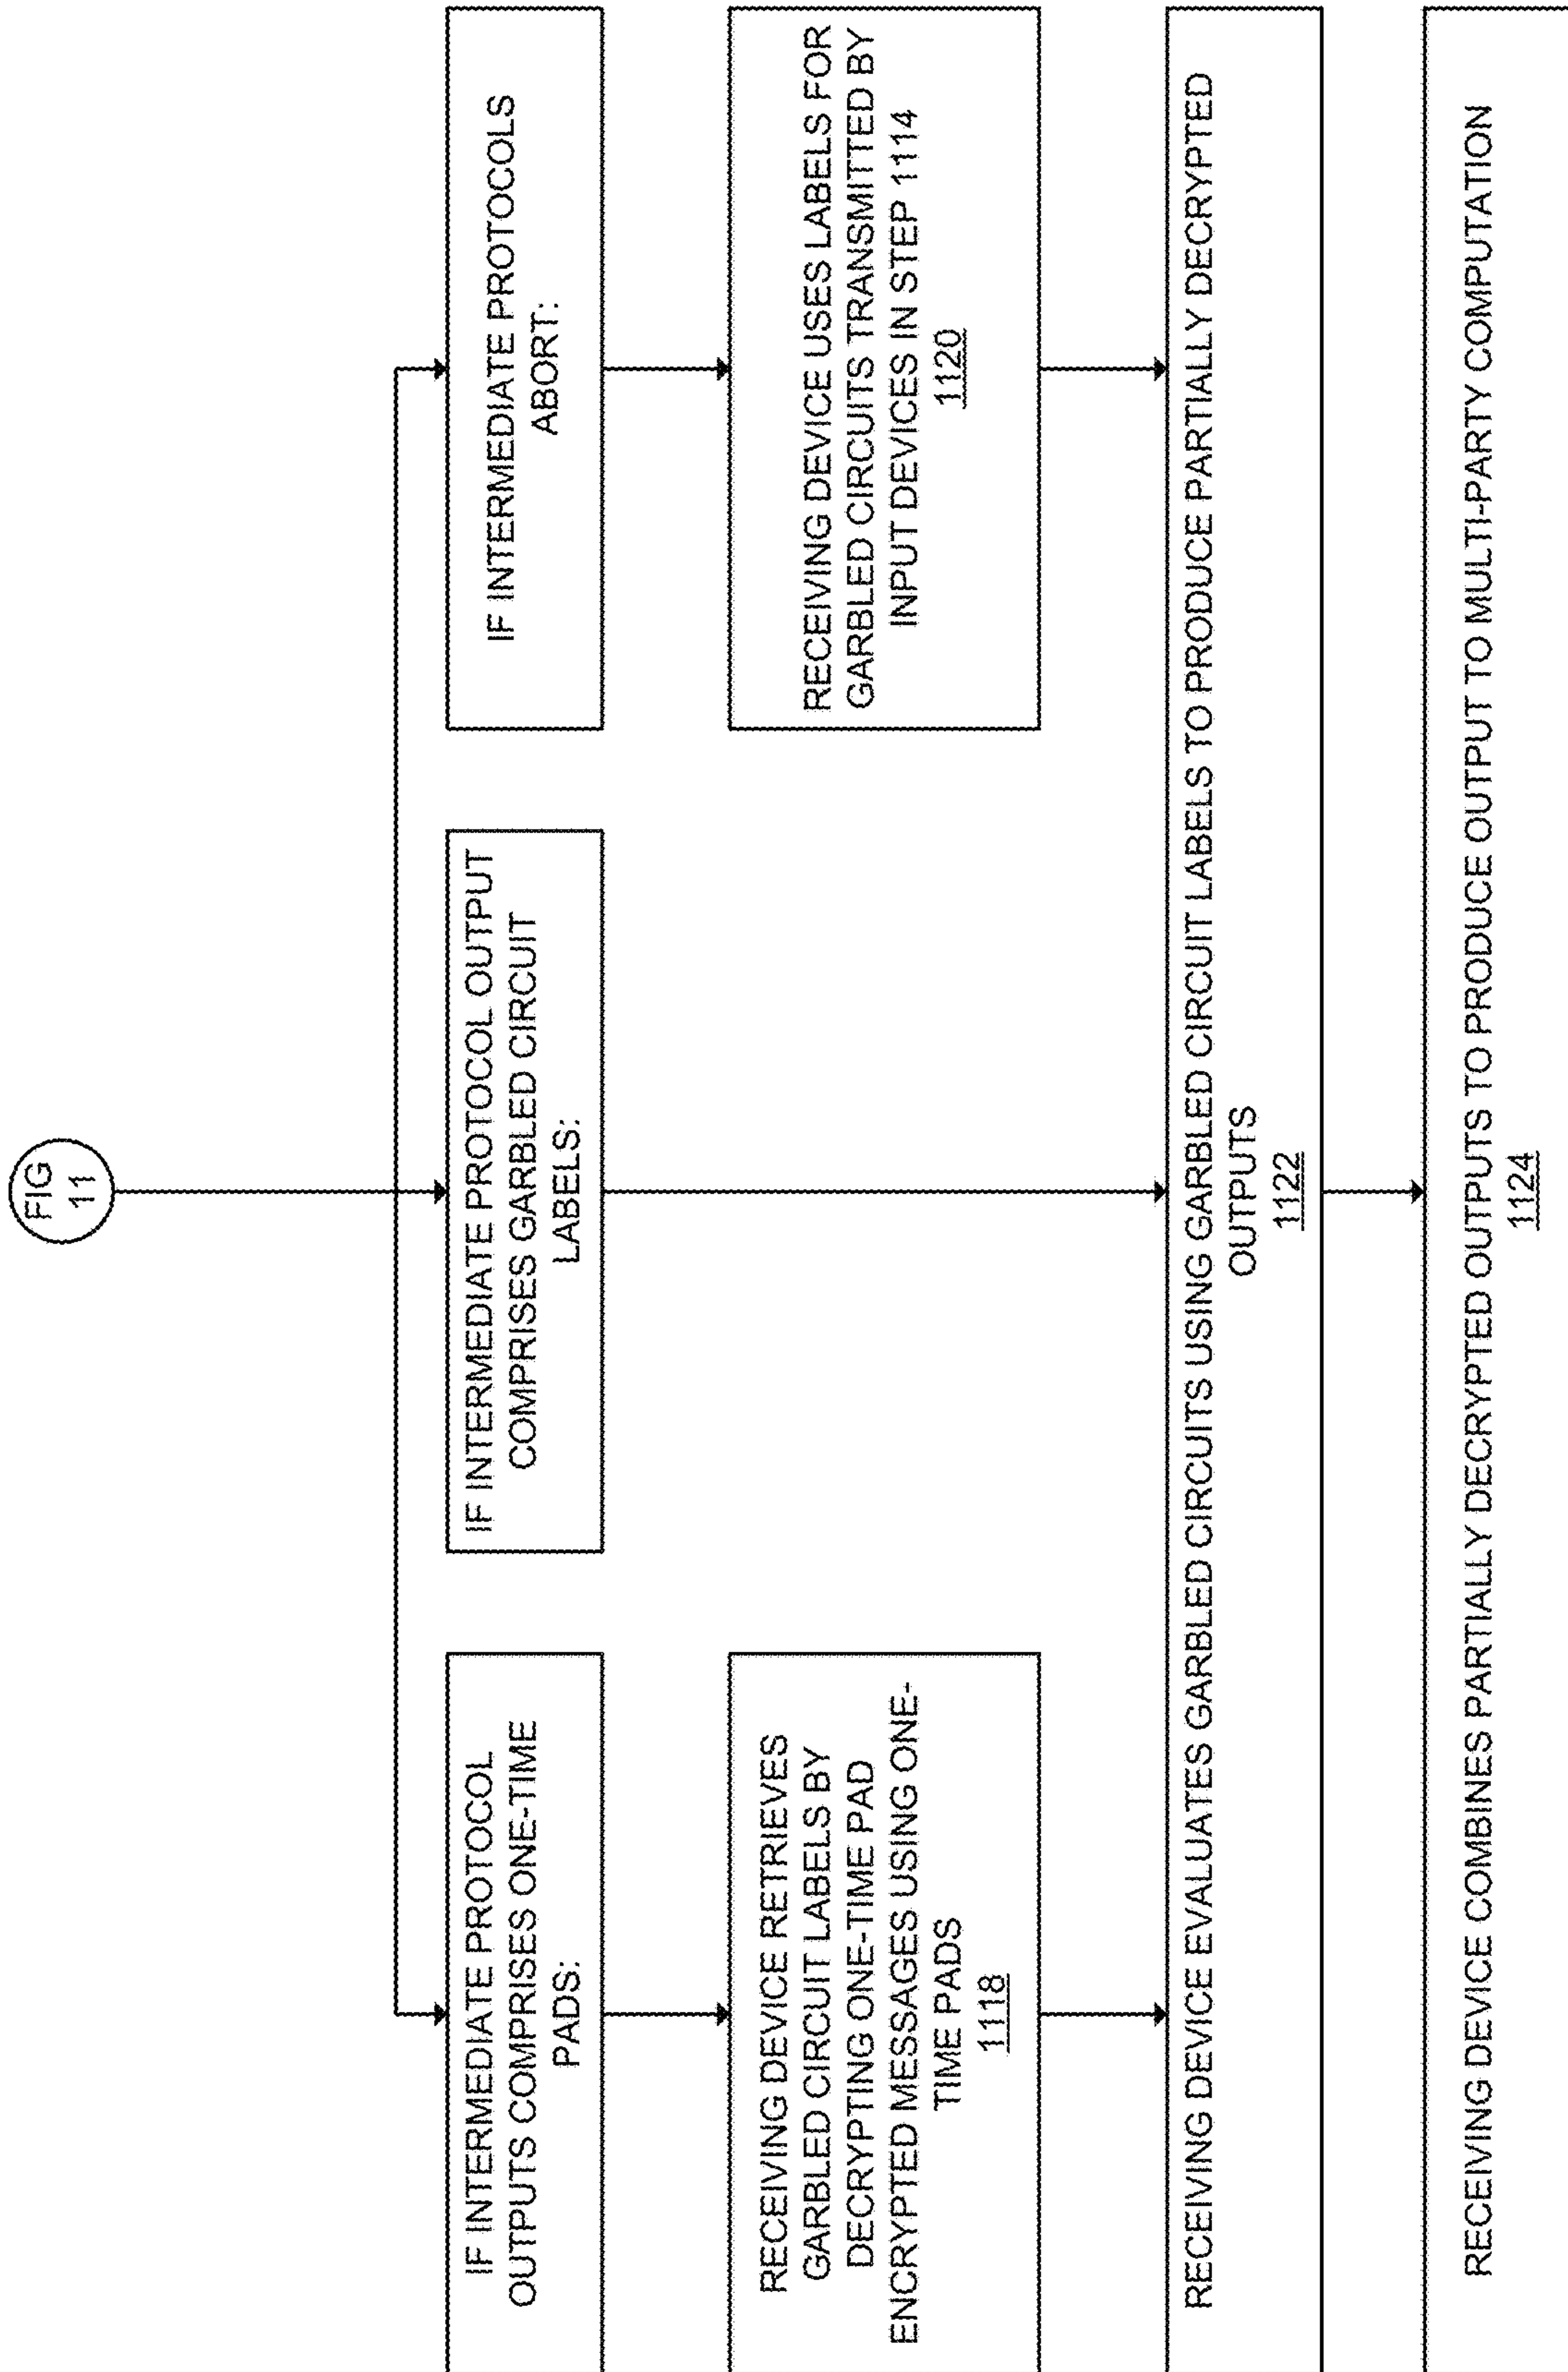 FIG
11
IF INTERMEDIATE PROTOCOL
OUTPUTS COMPRISES ONE-TIME
PADS:
IF INTERMEDIATE PROTOCOL OUTPUT
COMPRISES GARBLED CIRCUIT
LABELS:
IF INTERMEDIATE PROTOCOLS
ABORT:
RECEIVING DEVICE RETRIEVES
GARBLED CIRCUIT LABELS BY
DECRYPTING ONE-TIME PAD
ENCRYPTED MESSAGES USING ONE-
TIME PADS
1118
RECEIVING DEVICE USES LABELS FOR
GARBLED CIRCUITS TRANSMITTED BY
INPUT DEVICES IN STEP 1114
1120
RECEIVING DEVICE EVALUATES GARBLED CIRCUITS USING GARBLED CIRCUIT LABELS TO PRODUCE PARTIALLY DECRYPTED
OUTPUTS
1122
RECEIVING DEVICE COMBINES PARTIALLY DECRYPTED OUTPUTS TO PRODUCE OUTPUT TO MULTI-PARTY COMPUTATION
1124